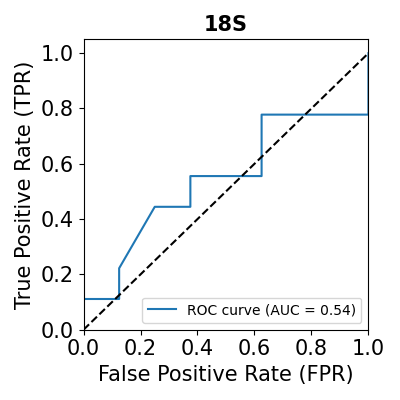 18S
True Positive Rate (TPR)
1.0
0.8
0.6
0.4
0.2
0.0
ROC curve (AUC = 0.54)
0.0 0.2 0.4 0.6 0.8 1.0
False Positive Rate (FPR)